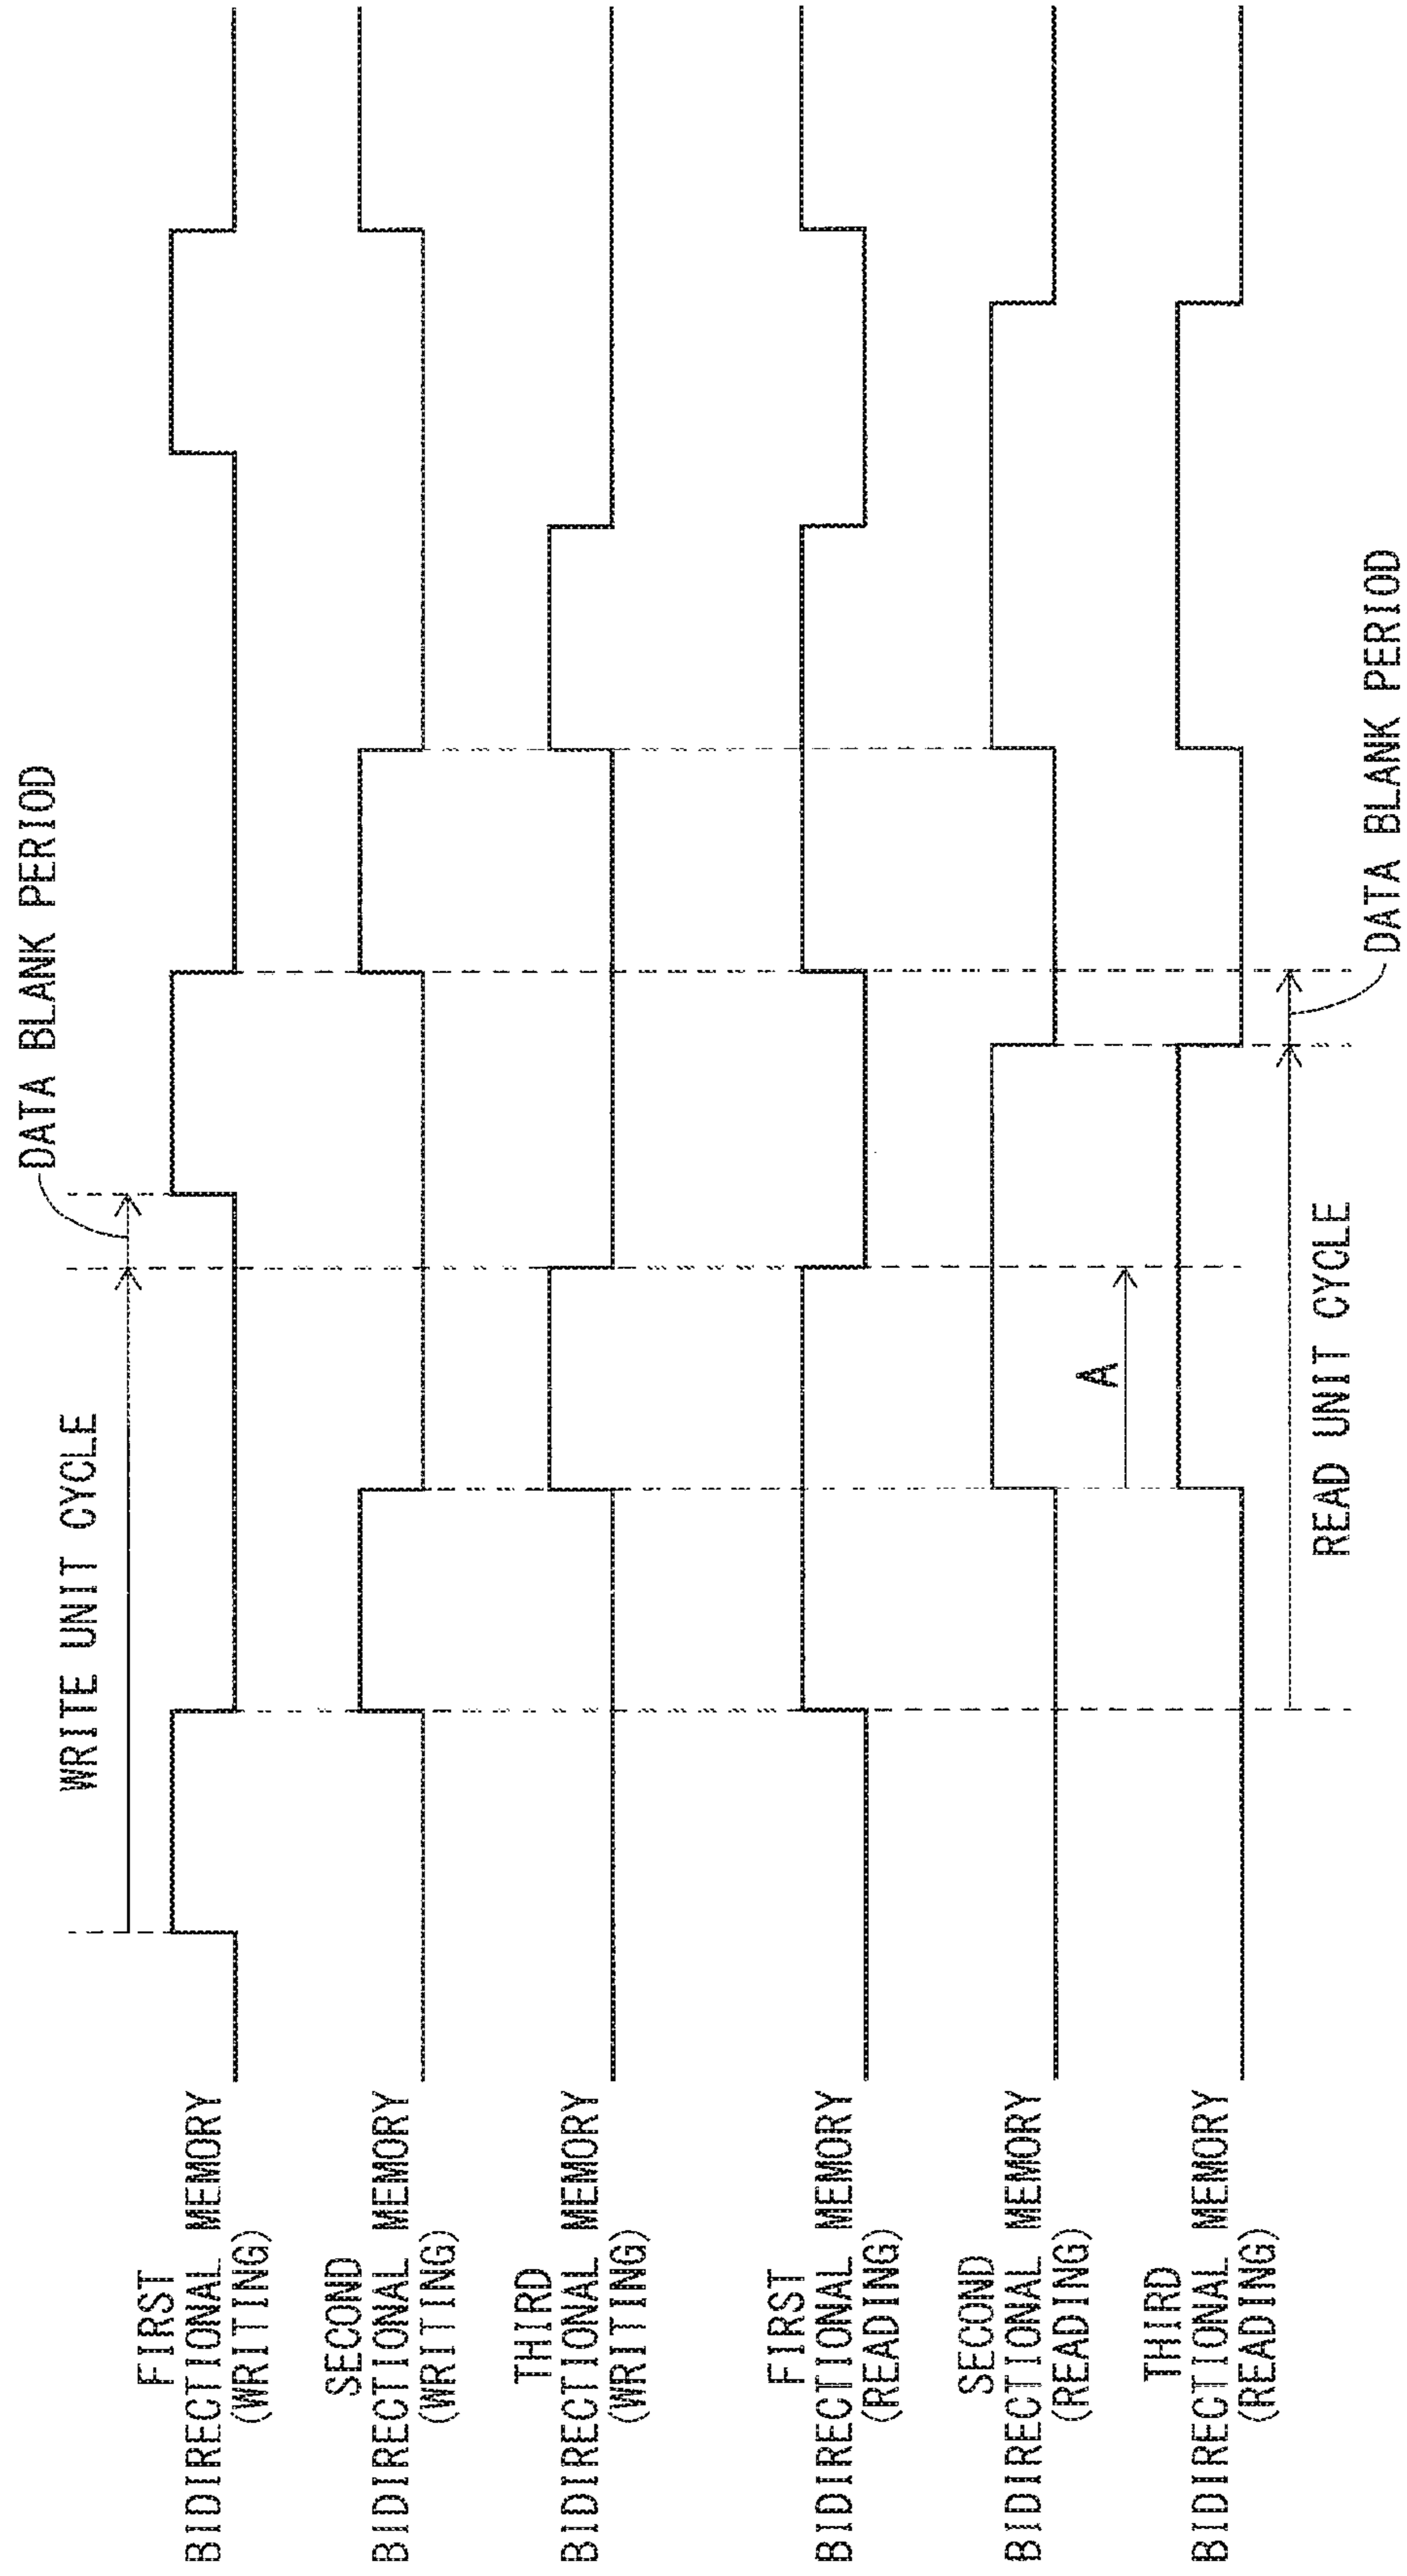 DATA BLANK PERIOD
WRITE UNIT CYCLE
FIRST
BIDIRECTIONAL MEMORY
(WRITING)
SECOND
BIDIRECTIONAL MEMORY
(WRITING)
THIRD
BIDIRECTIONAL MEMORY
(WRITING)
FIRST
BIDIRECTIONAL MEMORY
(READING)
SECOND
BIDIRECTIONAL MEMORY
(READING)
A
THIRD
BIDIRECTIONAL MEMORY
(READING)
READ UNIT CYCLE
DATA BLANK PERIOD